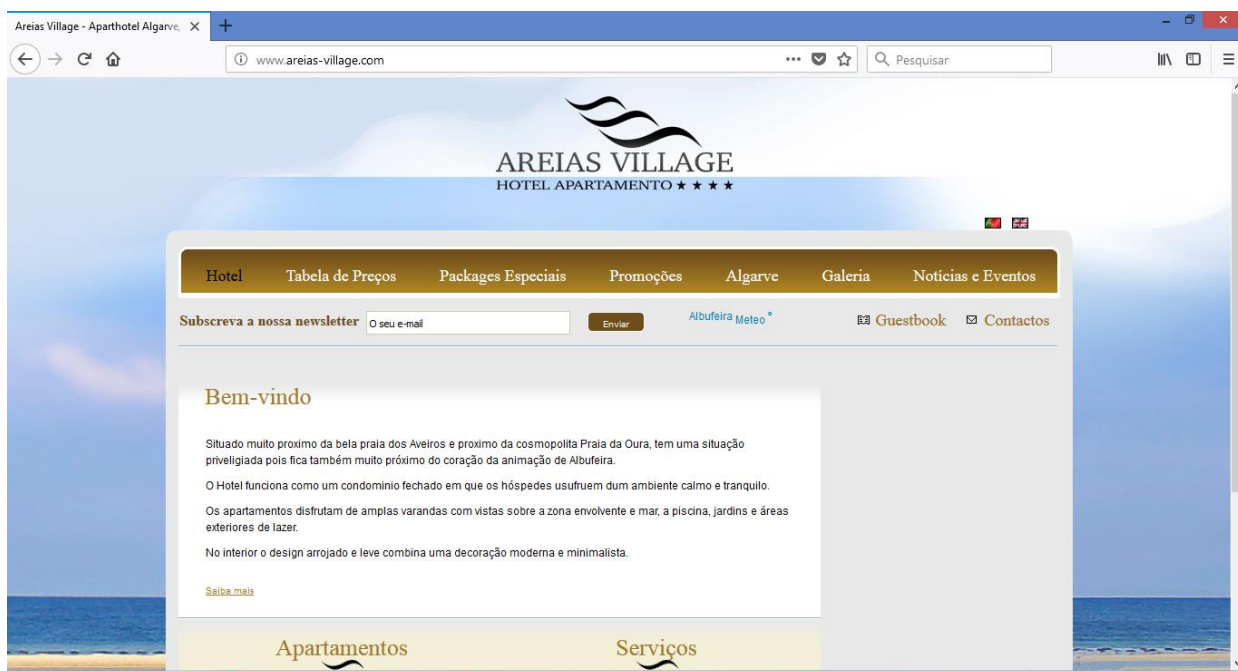 Areias Village - Aparthotel Algarve,
www.areias-village.com
Pesquisar
AREIAS VILLAGE
HOTEL APARTAMENTO ★ ★ ★ ★
Hotel Tabela de Preços Packages Especiais Promoções Algarve Galeria Notícias e Eventos
Subscreva a nossa newsletter O seu e-mail Enviar Albufeira Meteo º Guestbook Contactos
Bem-vindo
Situado muito proximo da bela praia dos Aveiros e proximo da cosmopolita Praia da Oura, tem uma situação
priveligiada pois fica também muito próximo do coração da animação de Albufeira.
O Hotel funciona como um condominio fechado em que os hóspedes usufruem dum ambiente calmo e tranquilo.
Os apartamentos disfrutam de amplas varandas com vistas sobre a zona envolvente e mar, a piscina, jardins e áreas
exteriores de lazer.
No interior o design arrojado e leve combina uma decoração moderna e minimalista.
Saiba mais
Apartamentos Serviços